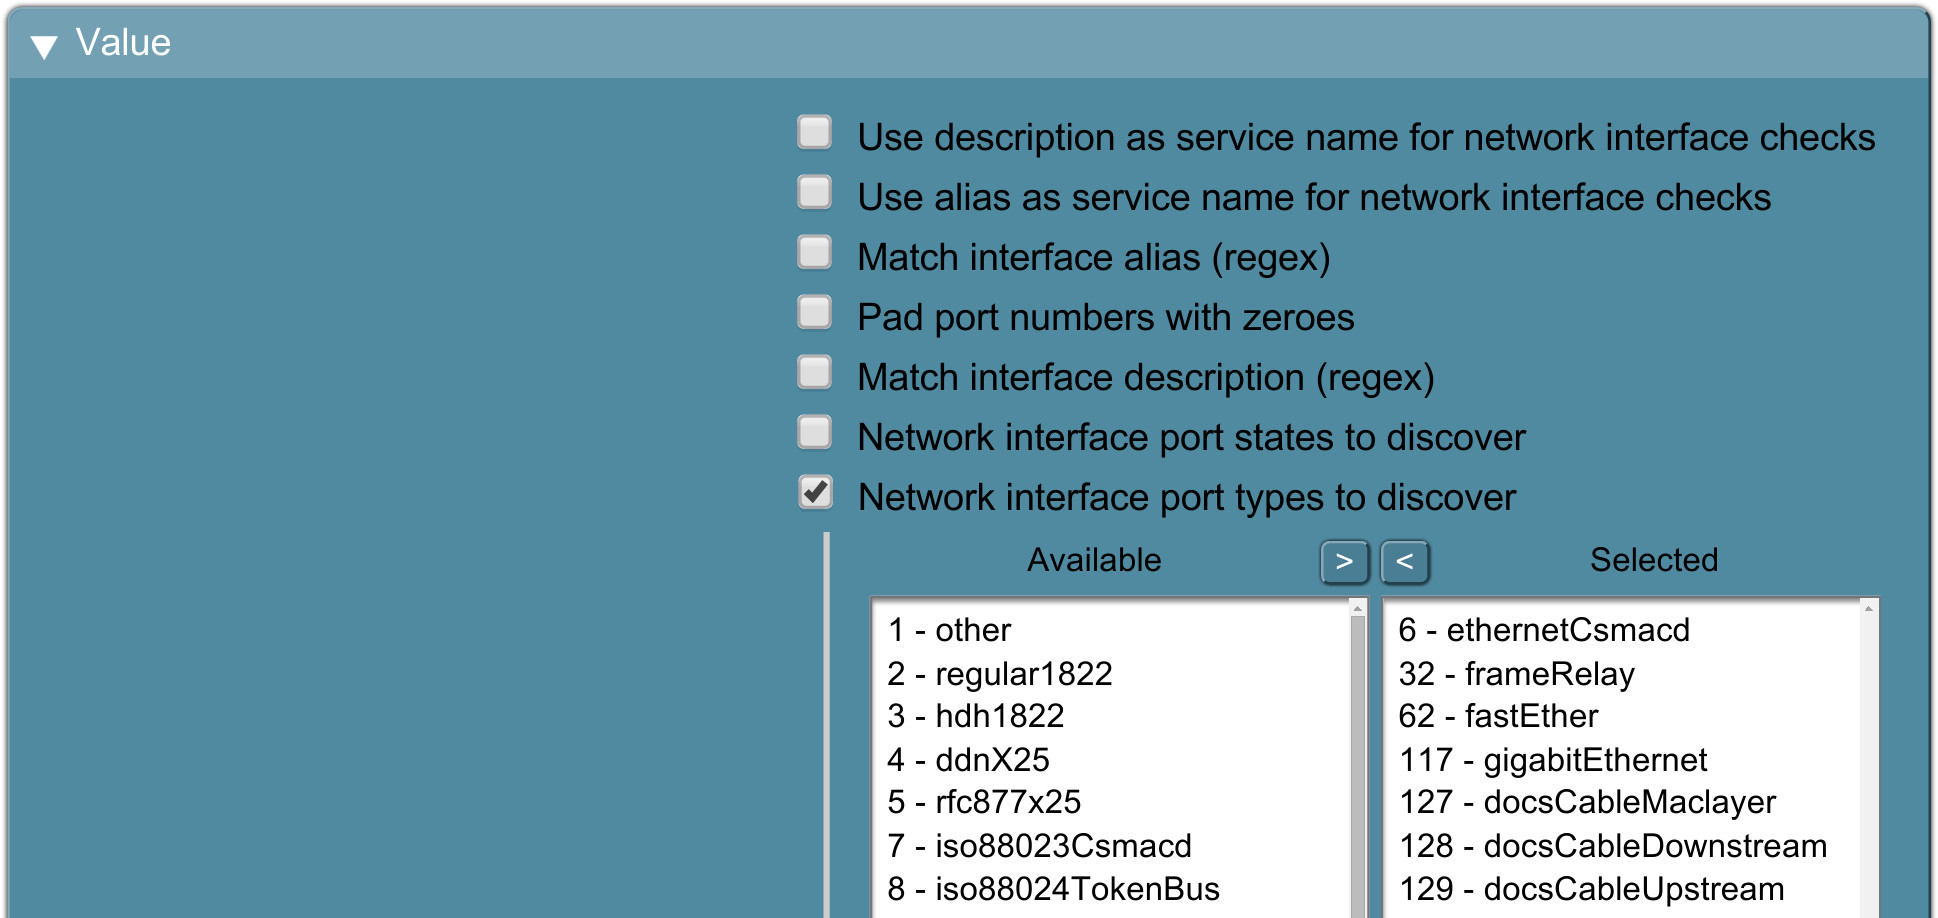 Value
Use description as service name for network interface checks
Use alias as service name for network interface checks
Match interface alias (regex)
Pad port numbers with zeroes
Match interface description (regex)
Network interface port states to discover
Network interface port types to discover
Available > < Selected
1 - other
2 - regular1822
3 - hdh1822
4 - ddnX25
5 - rfc877x25
7 - iso88023Csmacd
8 - iso88024TokenBus
6 - ethernetCsmacd
32 - frameRelay
62 - fastEther
117 - gigabitEthernet
127 - docsCableMaclayer
128 - docsCableDownstream
129 - docsCableUpstream